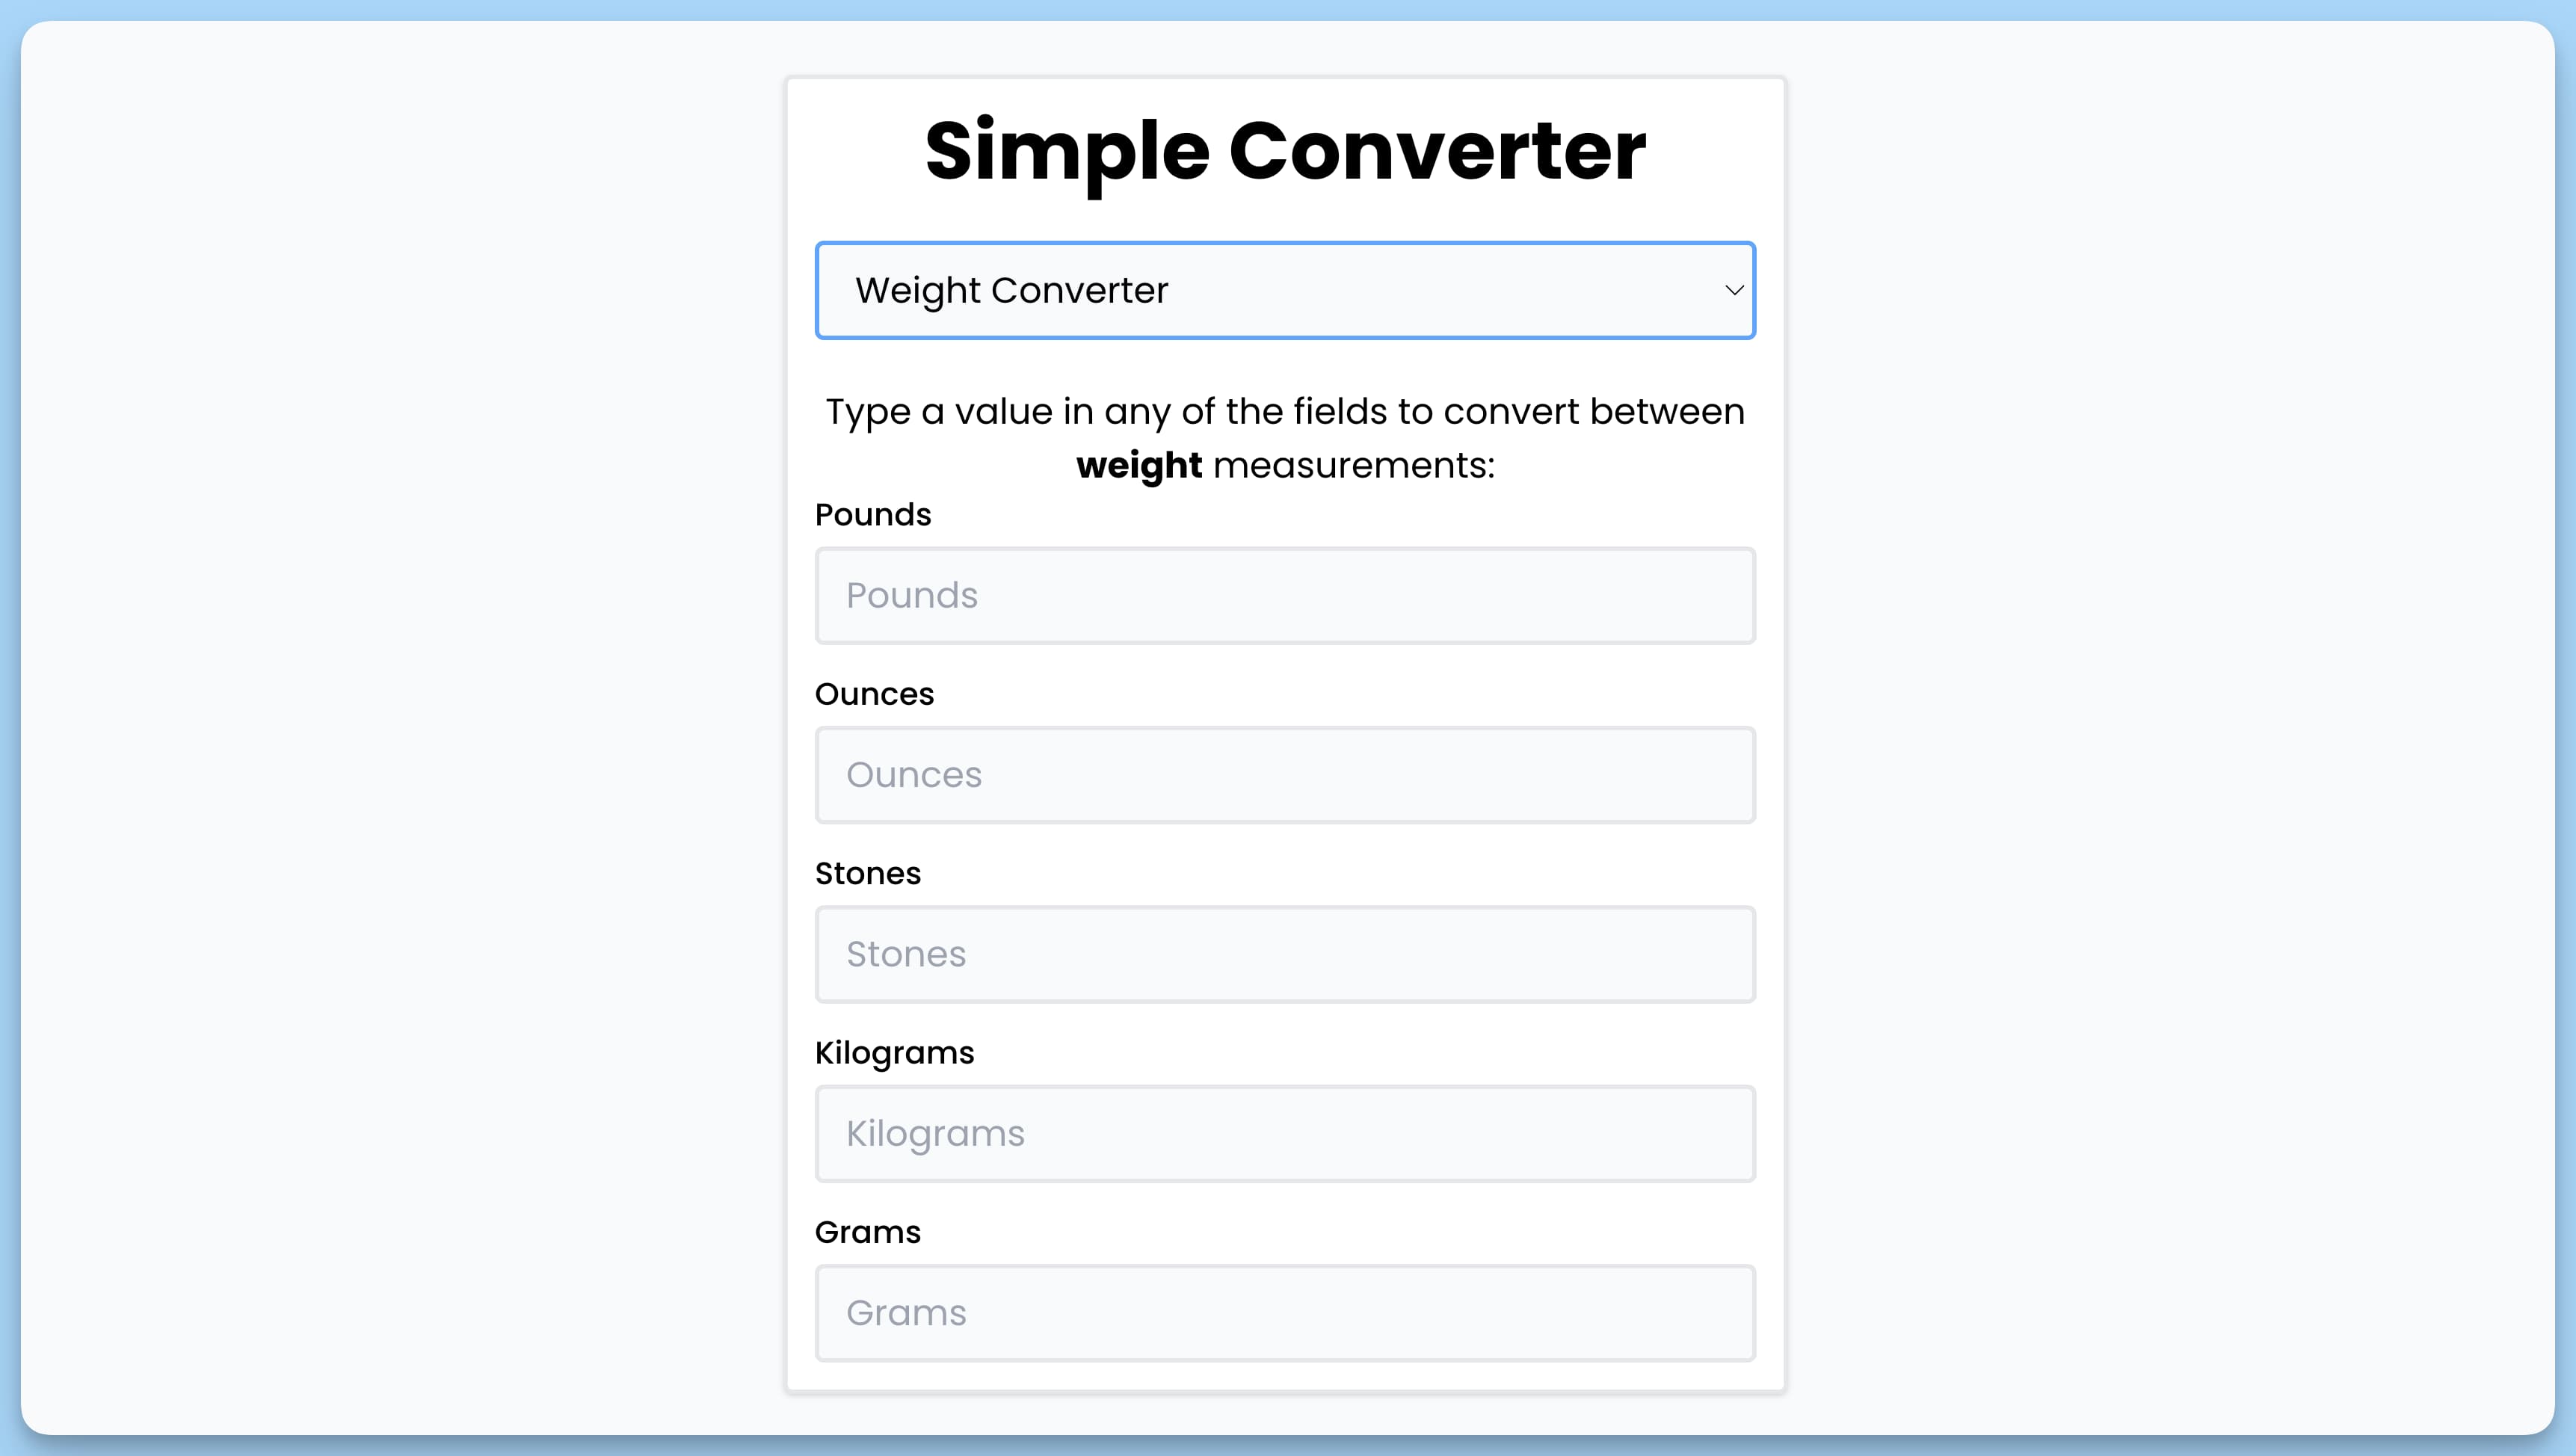 Simple Converter
Weight Converter
Type a value in any of the fields to convert between
weight measurements:
Pounds
Pounds
Ounces
Ounces
Stones
Stones
Kilograms
Kilograms
Grams
Grams